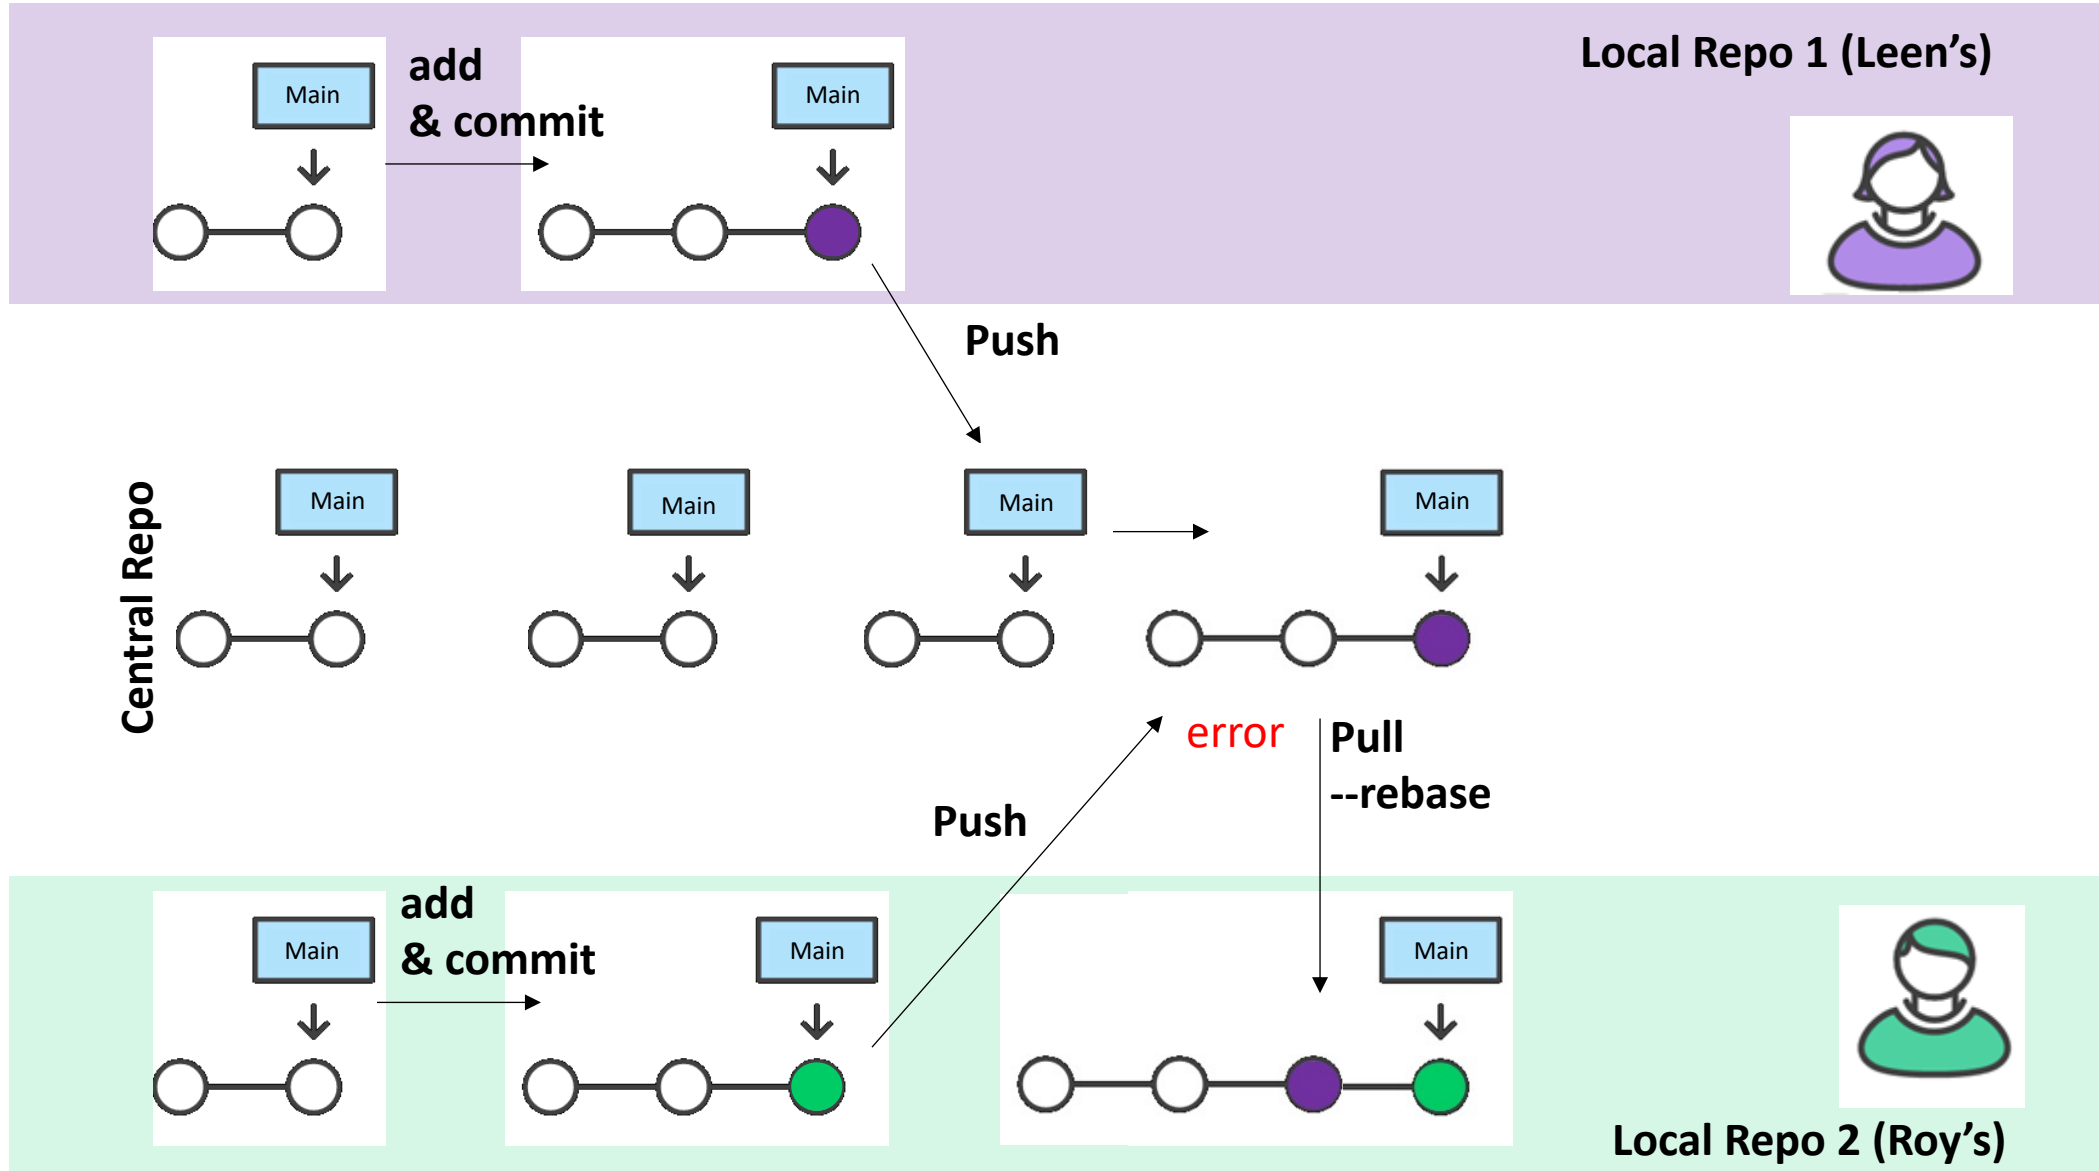 Local Repo 1 (Leen’s)
Main
add
& commit
Main
Push
Central Repo
Main
Main
Main
Main
error
Pull
--rebase
Push
Main
add
& commit
Main
Main
Local Repo 2 (Roy’s)